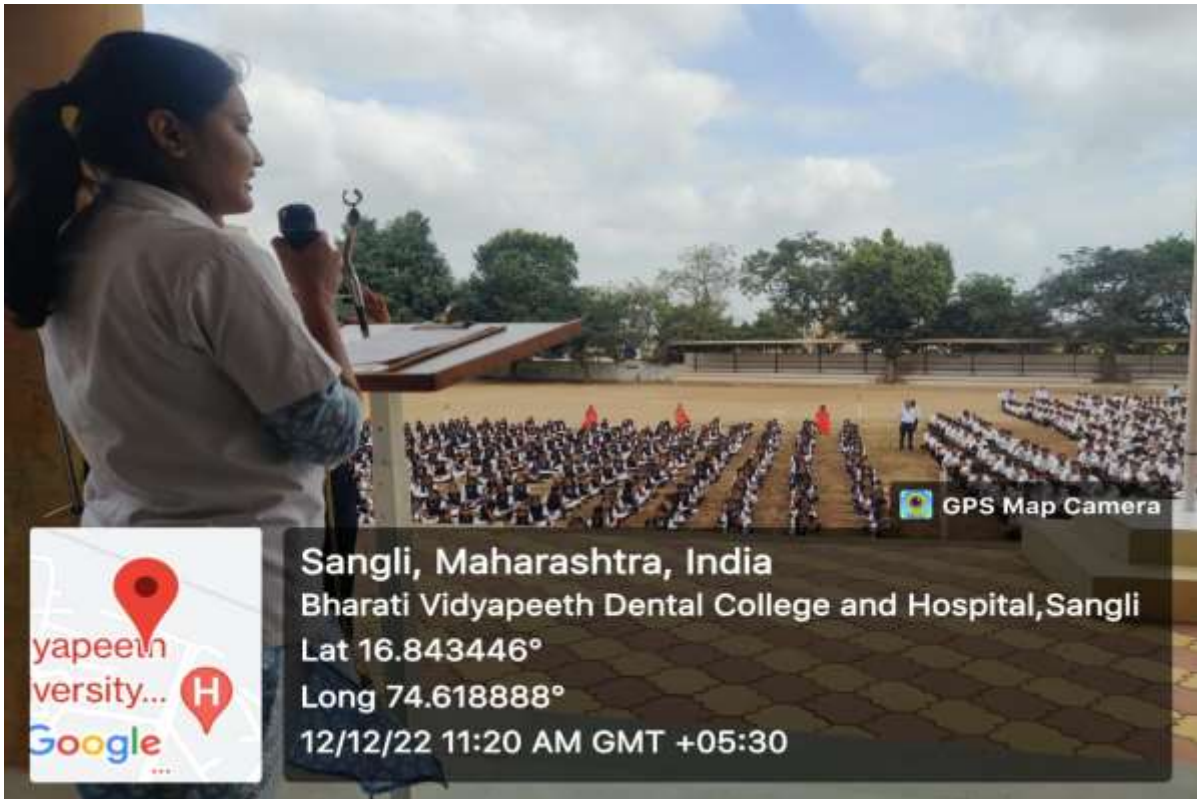 GPS Map Camera
Sangli, Maharashtra, India
Bharati Vidyapeeth Dental College and Hospital,Sangli
Lat 16.843446°
Long 74.618888°
12/12/22 11:20 AM GMT +05:30
yapeeth
versity...
H
Google